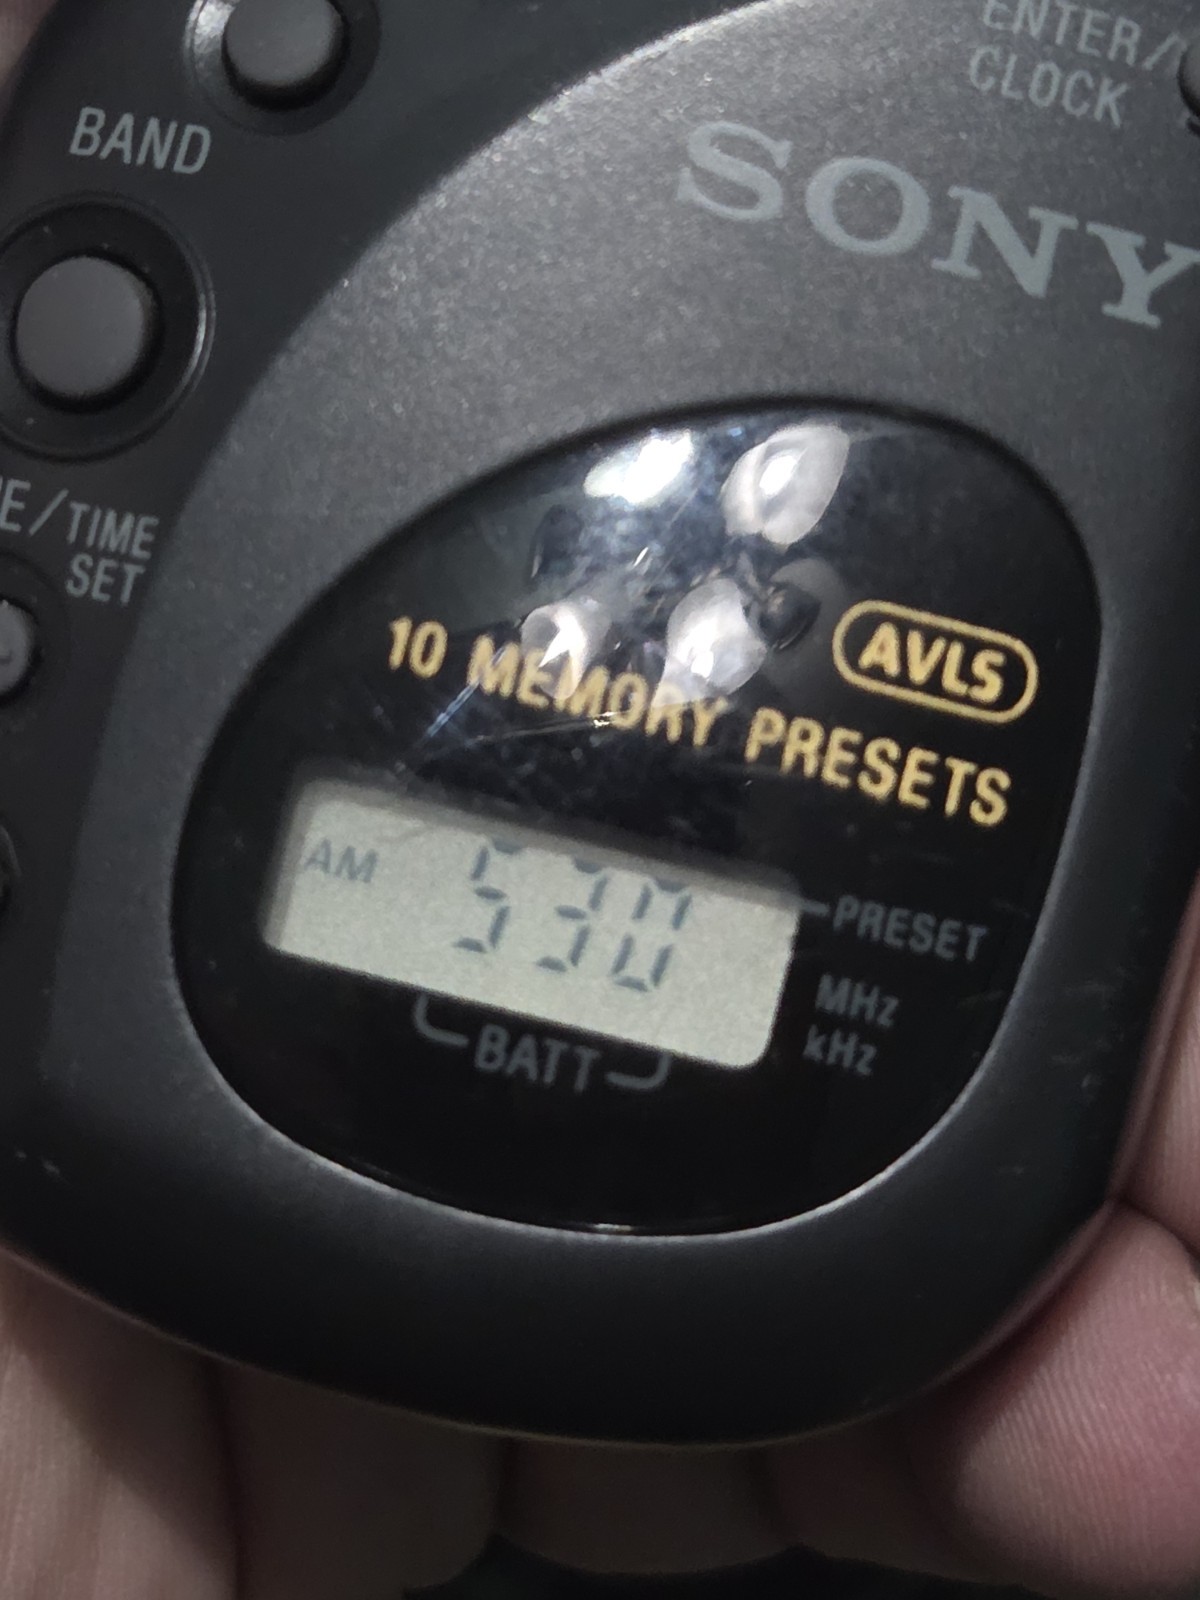 ENTER/
CLOCK
BAND
SONY
E/TIME
SET
AVLS
10 MEMORY PRESETS
AM 530
PRESET
MHz
kHz
BATT